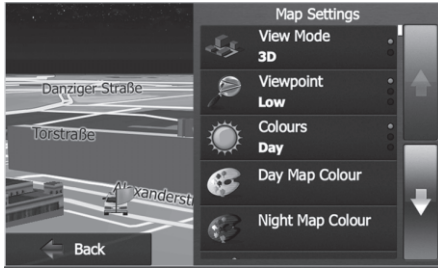 Map Settings
View Mode
3D
Danziger Straße
Viewpoint
Low
Torstraße
Colours
Day
Day Map Colour
Alexanderst
Night Map Colour
Back